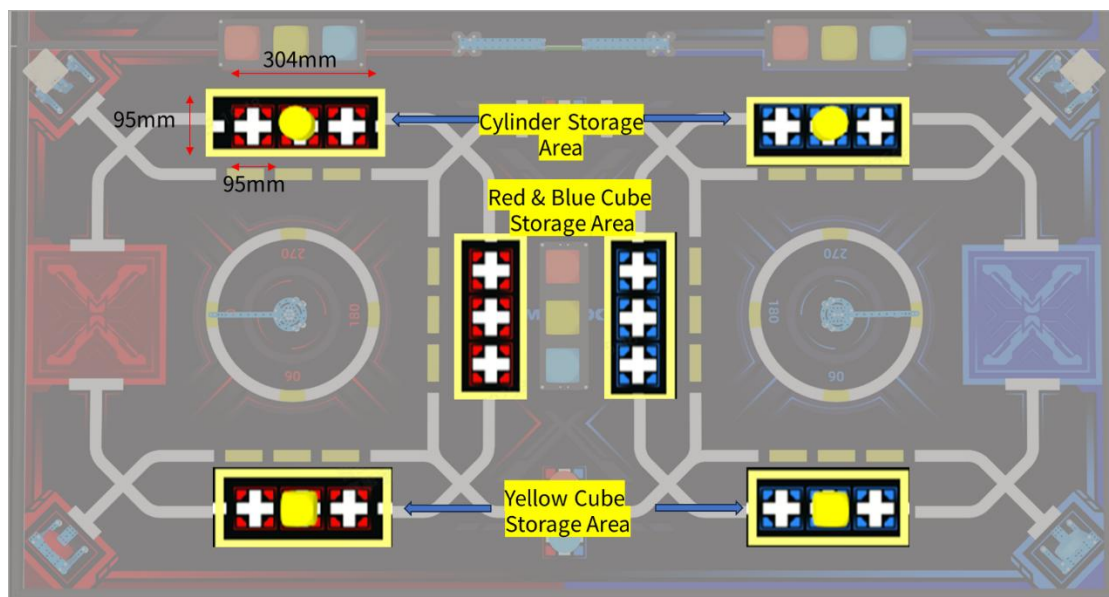 304mm
95mm
Cylinder Storage
Area
95mm
Red & Blue Cube
Storage Area
270
270
180
180
90
90
Yellow Cube
Storage Area